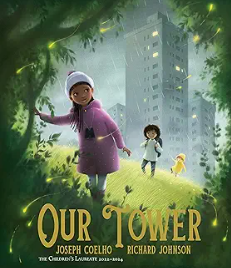 OUR TOWER
JOSEPH COELHO RICHARD JOHNSON
THE CHILDREN'S LAUREATE 2022-2024